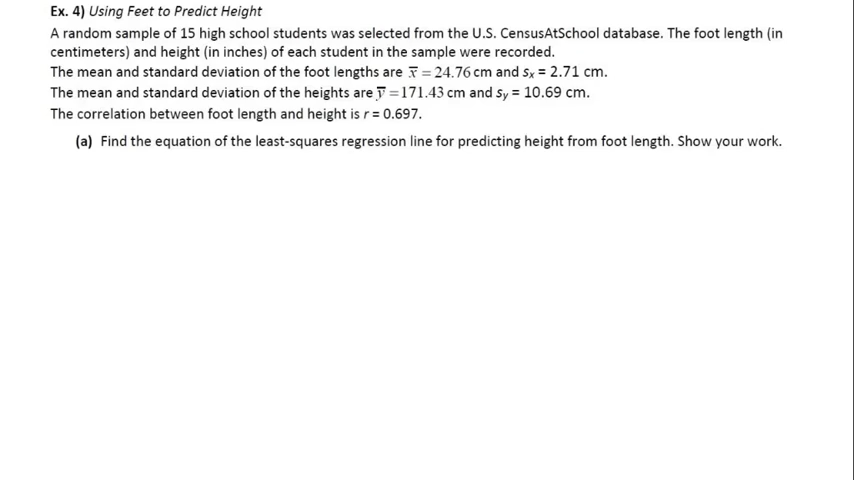 Ex. 4) Using Feet to Predict Height
A random sample of 15 high school students was selected from the U.S. CensusAtSchool database. The foot length (in
centimeters) and height (in inches) of each student in the sample were recorded.
The mean and standard deviation of the foot lengths are x̅ = 24.76 cm and sₓ = 2.71 cm.
The mean and standard deviation of the heights are y̅ = 171.43 cm and s_y = 10.69 cm.
The correlation between foot length and height is r = 0.697.
(a) Find the equation of the least-squares regression line for predicting height from foot length. Show your work.